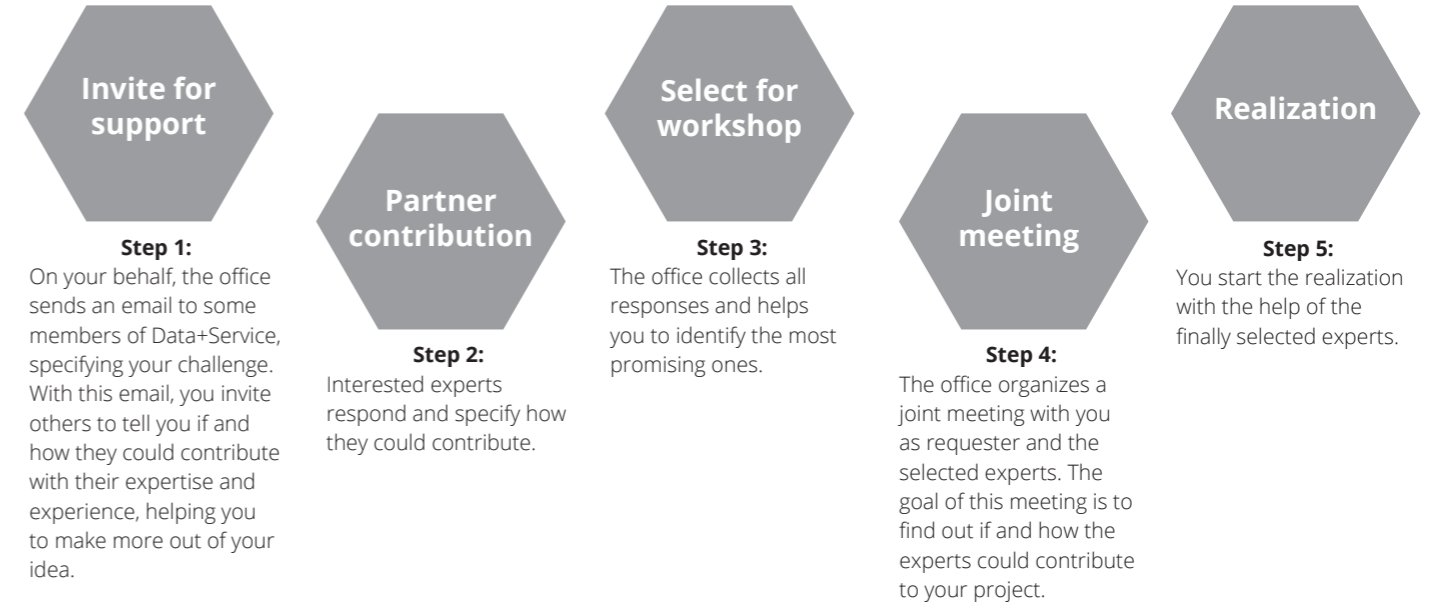 Invite for
support
Step 1:
On your behalf, the office
sends an email to some
members of Data+Service,
specifying your challenge.
With this email, you invite
others to tell you if and
how they could contribute
with their expertise and
experience, helping you
to make more out of your
idea.
Partner
contribution
Step 2:
Interested experts
respond and specify how
they could contribute.
Select for
workshop
Step 3:
The office collects all
responses and helps
you to identify the most
promising ones.
Joint
meeting
Step 4:
The office organizes a
joint meeting with you
as requester and the
selected experts. The
goal of this meeting is to
find out if and how the
experts could contribute
to your project.
Realization
Step 5:
You start the realization
with the help of the
finally selected experts.